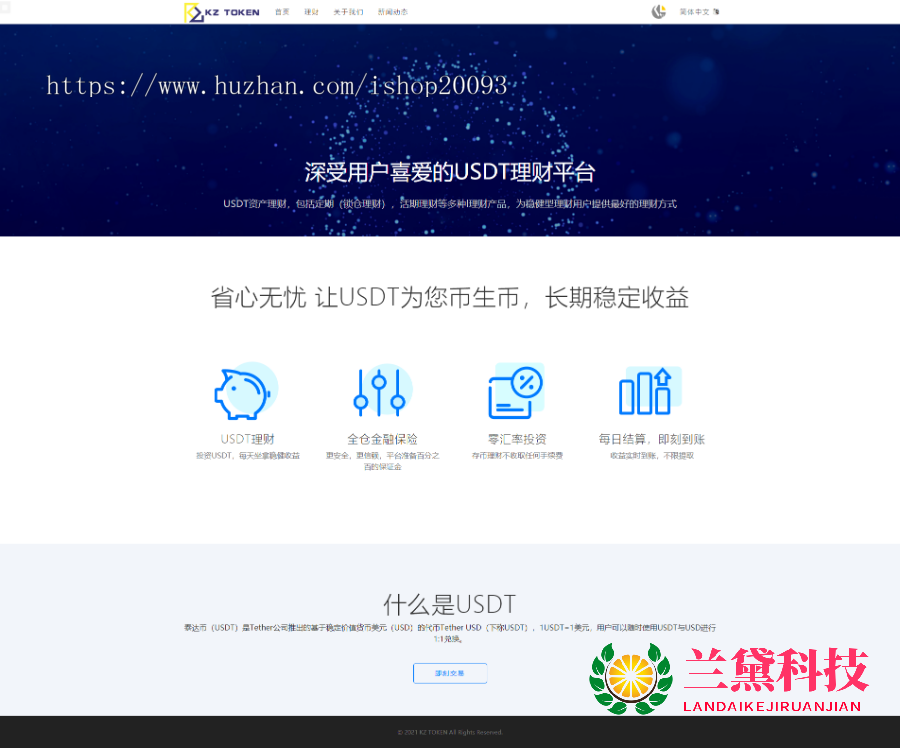 KZ TOKEN 首页 理财 关于我们 新闻动态 简体中文
https://www.huzhan.com/ishop20093
深受用户喜爱的USDT理财平台
USDT资产理财，包括定期（锁仓理财），活期理财等多种理财产品，为稳健型理财用户提供最好的理财方式
省心无忧 让USDT为您币生币，长期稳定收益
USDT理财
投资USDT，每天坐拿稳健收益
全仓金融保险
更安全，更信赖，平台准备百分之
百的保证金
零汇率投资
存币理财不收取任何手续费
每日结算，即刻到账
收益实时到账，不限提取
什么是USDT
泰达币（USDT）是Tether公司推出的基于稳定价值货币美元（USD）的代币Tether USD（下称USDT），1USDT=1美元，用户可以随时使用USDT与USD进行
1:1兑换。
即刻交易
兰黛科技
LANDAIKEJIRUANJIAN
© 2021 KZ TOKEN All Rights Reserved.